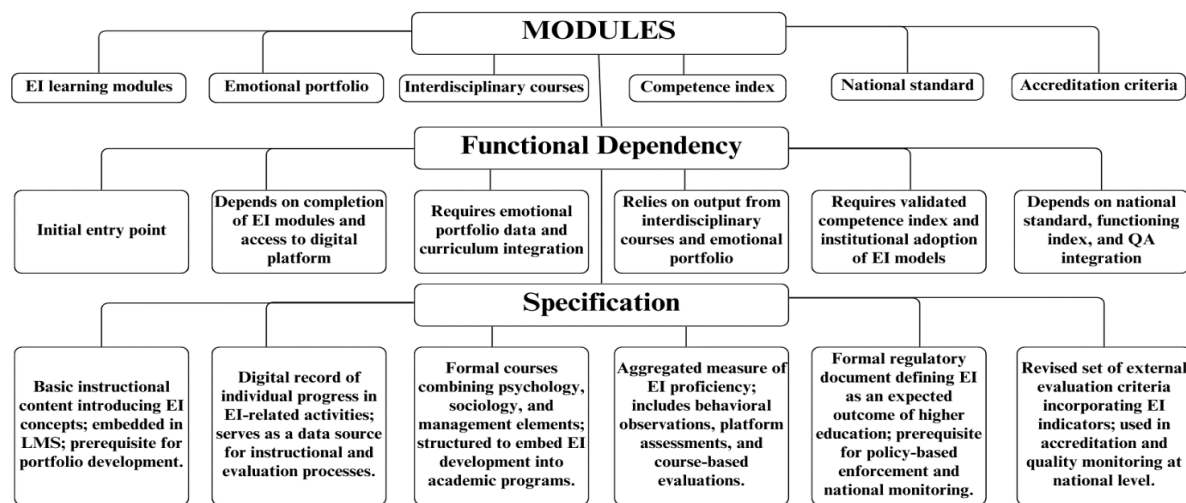 MODULES
EI learning modules
Emotional portfolio
Interdisciplinary courses
Competence index
National standard
Accreditation criteria
Functional Dependency
Initial entry point
Depends on completion
of EI modules and
access to digital
platform
Requires emotional
portfolio data and
curriculum integration
Relies on output from
interdisciplinary
courses and emotional
portfolio
Requires validated
competence index and
institutional adoption
of EI models
Depends on national
standard, functioning
index, and QA
integration
Specification
Basic instructional
content introducing EI
concepts; embedded in
LMS; prerequisite for
portfolio development.
Digital record of
individual progress in
EI-related activities;
serves as a data source
for instructional and
evaluation processes.
Formal courses
combining psychology,
sociology, and
management elements;
structured to embed EI
development into
academic programs.
Aggregated measure of
EI proficiency;
includes behavioral
observations, platform
assessments, and
course-based
evaluations.
Formal regulatory
document defining EI
as an expected
outcome of higher
education; prerequisite
for policy-based
enforcement and
national monitoring.
Revised set of external
evaluation criteria
incorporating EI
indicators; used in
accreditation and
quality monitoring at
national level.